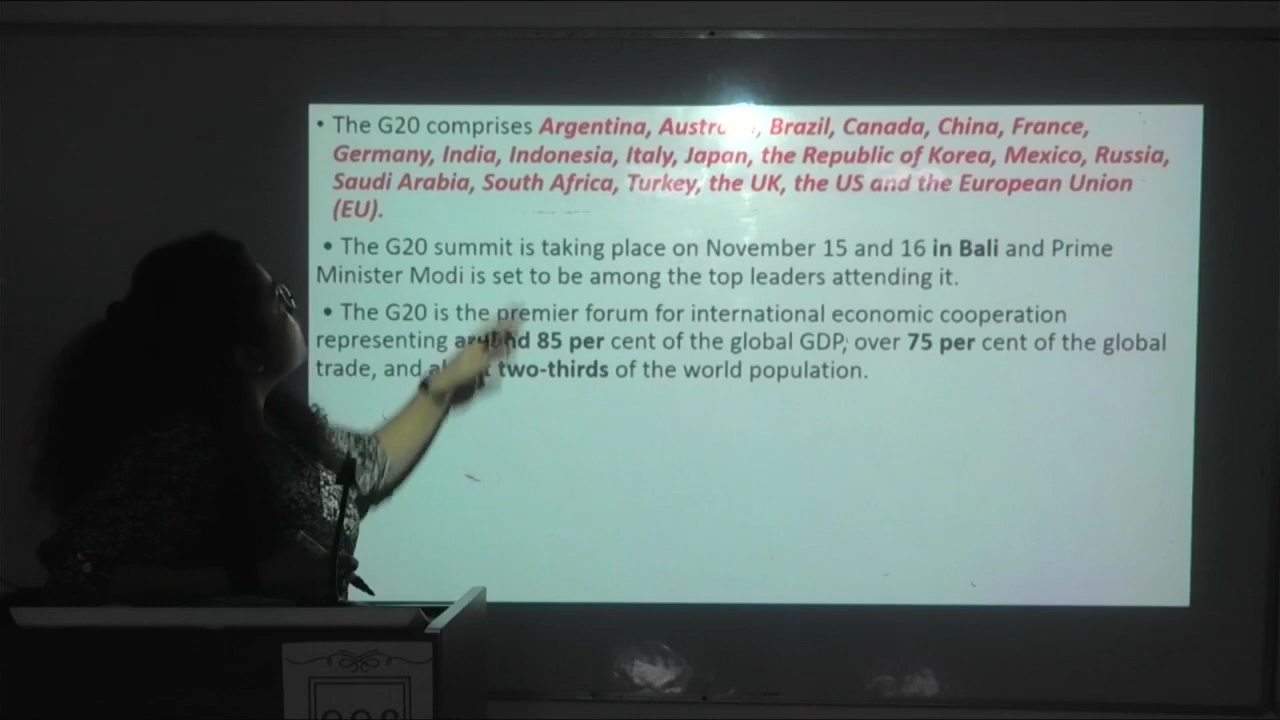 • The G20 comprises Argentina, Brazil, Canada, China, France,
Germany, India, Indonesia, Italy, Japan, the Republic of Korea, Mexico, Russia,
Saudi Arabia, South Africa, Turkey, the UK, the US and the European Union
(EU).
• The G20 summit is taking place on November 15 and 16 in Bali and Prime
Minister Modi is set to be among the top leaders attending it.
• The G20 is the premier forum for international economic cooperation
representing around 85 per cent of the global GDP, over 75 per cent of the global
trade, and two-thirds of the world population.